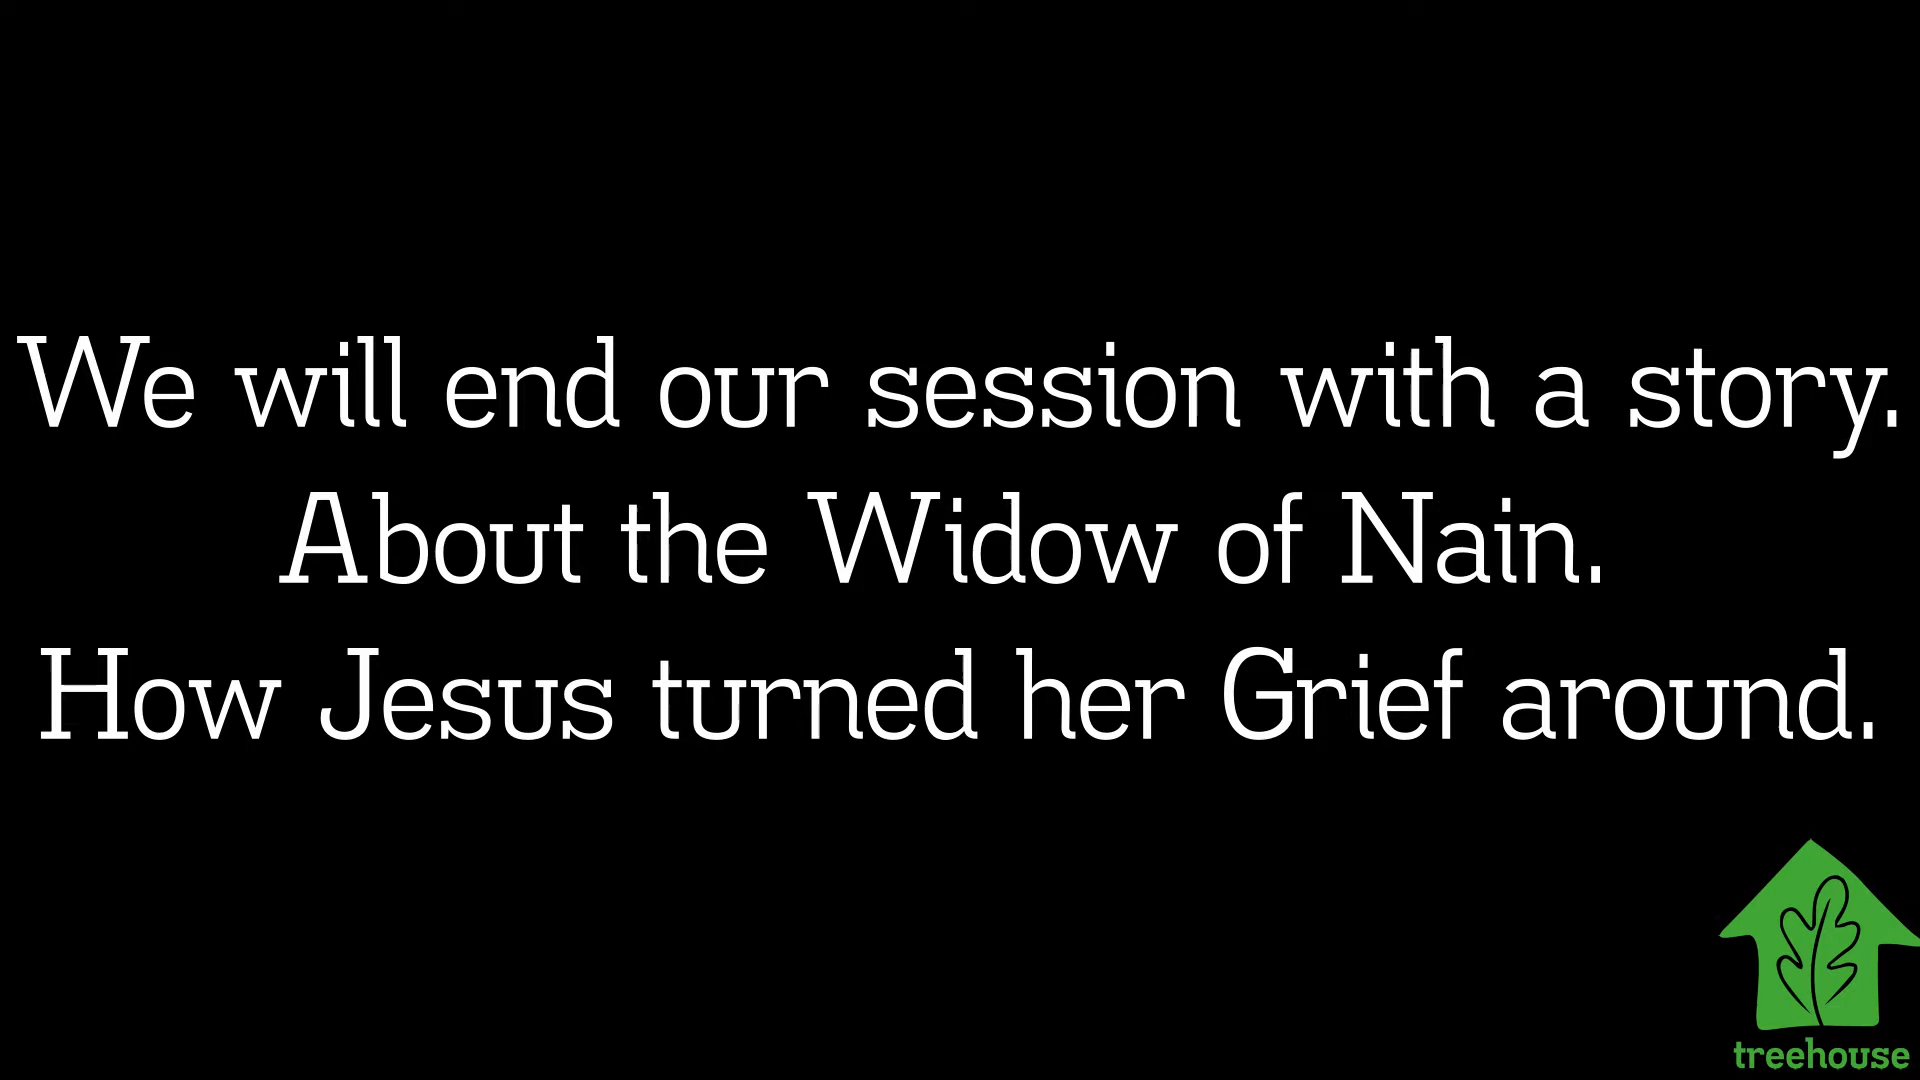 We will end our session with a story.
About the Widow of Nain.
How Jesus turned her Grief around.
treehouse